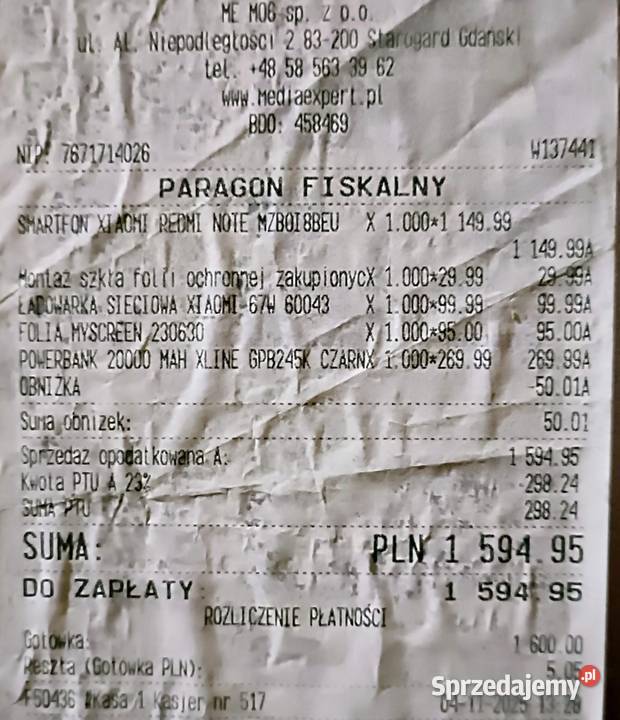 ME M06 sp. z o.o.
ul. Al. Niepodległości 2 83-200 Starogard Gdański
tel. +48 58 563 39 62
www.mediaexpert.pl
BDO: 458469
NIP: 7671714026 W137441
PARAGON FISKALNY
SMARTFON XIAOMI REDMI NOTE MZB0I8BEU X 1.000*1 149.99
1 149.99A
Montaż szkła folii ochronnej zakupionycX 1.000*29.99 29.99A
ŁADOWARKA SIECIOWA XIAOMI 67W 60043 X 1.000*99.99 99.99A
FOLIA MYSCREEN 230630 X 1.000*95.00 95.00A
POWERBANK 20000 MAH XLINE GPB245K CZARNX 1.000*269.99 269.99A
OBNIŻKA -50.01A
Suma obniżek: 50.01
Sprzedaż opodatkowana A: 1 594.95
Kwota PTU A 23% 298.24
SUMA PTU 298.24
SUMA: PLN 1 594.95
DO ZAPŁATY: 1 594.95
ROZLICZENIE PŁATNOŚCI
Gotówka: 1 600.00
Reszta (Gotówka PLN): 5.05
F50436 #Kasa 1 Kasjer nr 517 04-11-2025 13:20
Sprzedajemy.pl